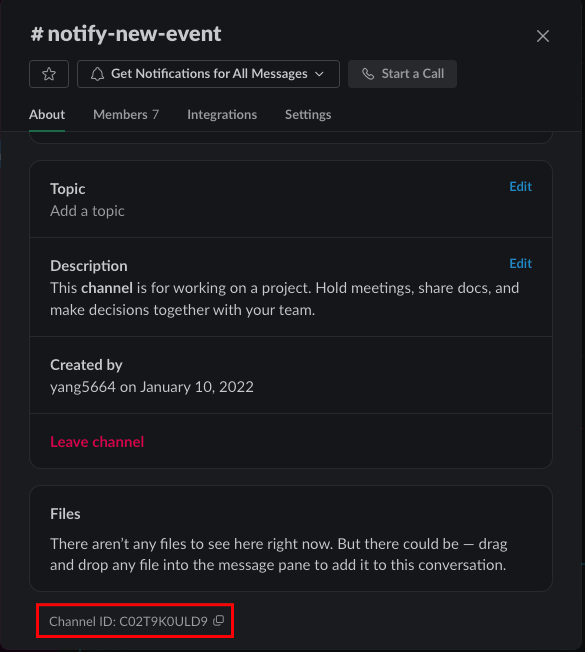 # notify-new-event
Get Notifications for All Messages
Start a Call
About
Members 7
Integrations
Settings
Topic
Edit
Add a topic
Description
Edit
This channel is for working on a project. Hold meetings, share docs, and
make decisions together with your team.
Created by
yang5664 on January 10, 2022
Leave channel
Files
There aren’t any files to see here right now. But there could be — drag
and drop any file into the message pane to add it to this conversation.
Channel ID: C02T9K0ULD9